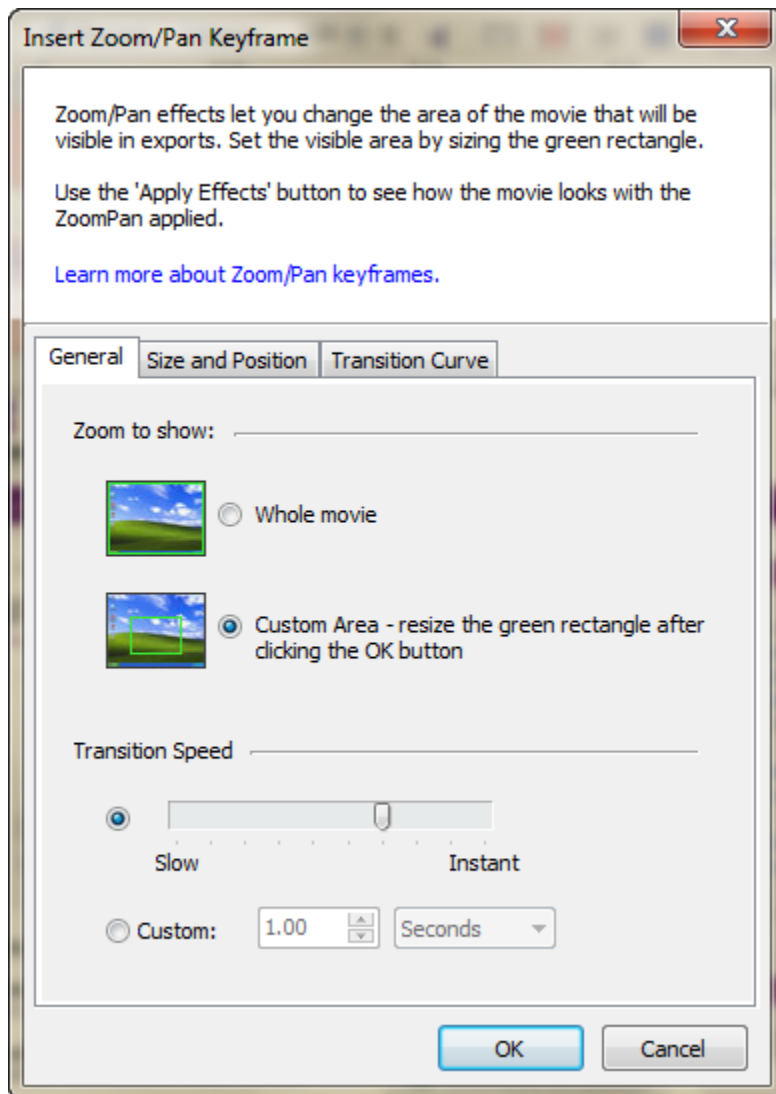 Insert Zoom/Pan Keyframe
Zoom/Pan effects let you change the area of the movie that will be
visible in exports. Set the visible area by sizing the green rectangle.
Use the 'Apply Effects' button to see how the movie looks with the
ZoomPan applied.
Learn more about Zoom/Pan keyframes.
General
Size and Position
Transition Curve
Zoom to show:
Whole movie
Custom Area - resize the green rectangle after
clicking the OK button
Transition Speed
Slow
Instant
Custom:
1.00
Seconds
OK
Cancel